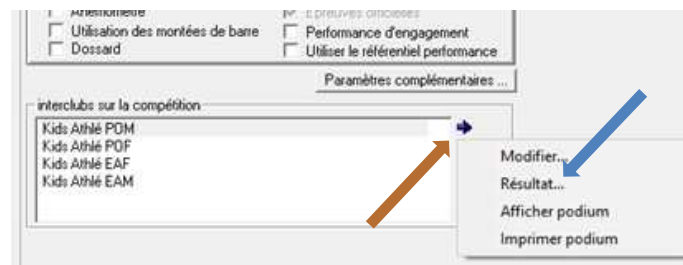 Anémomètre
Epreuves officielles
Utilisation des montées de barre
Performance d'engagement
Dossard
Utiliser le référentiel performance
Paramètres complémentaires ...
interclubs sur la compétition
Kids Athlé POM
Kids Athlé POF
Kids Athlé EAF
Kids Athlé EAM
Modifier...
Résultat...
Afficher podium
Imprimer podium